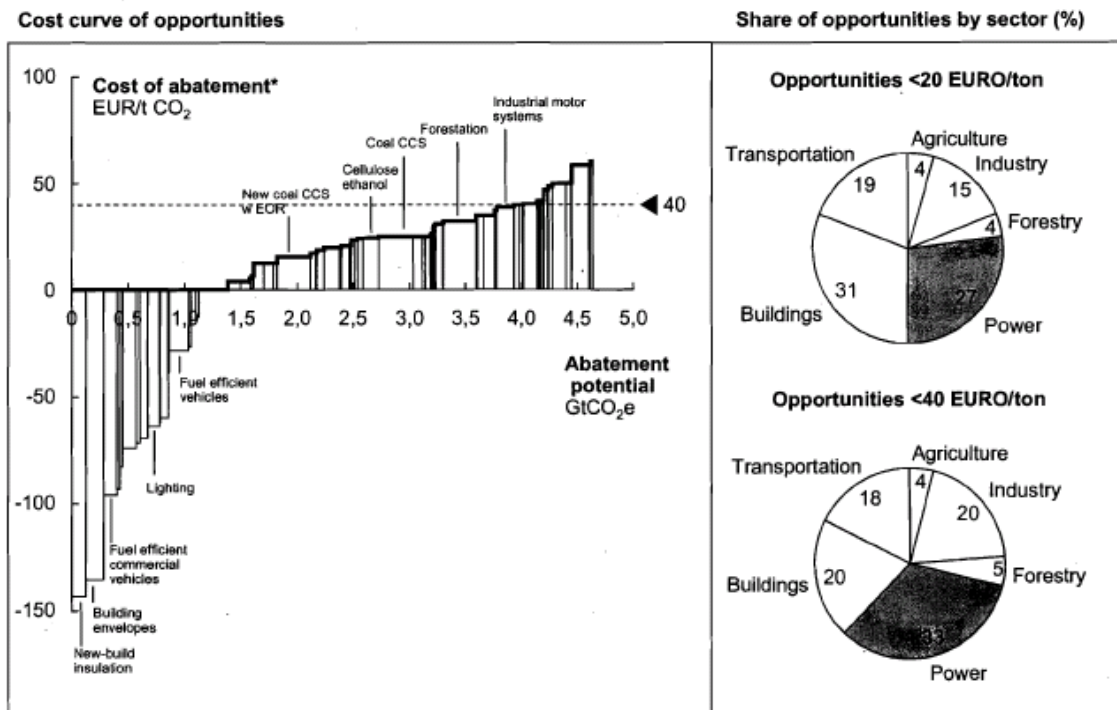 Cost curve of opportunities
Share of opportunities by sector (%)
100
50
0
-50
-100
-150
Cost of abatement*
EUR/t CO₂
New coal CCS
w EOR
Cellulose
ethanol
Coal CCS
Forestation
Industrial motor
systems
40
0
0,5
1,0
1,5
2,0
2,5
3,0
3,5
4,0
4,5
5,0
Abatement
potential
GtCO₂e
Fuel efficient
vehicles
Lighting
Fuel efficient
commercial
vehicles
Building
envelopes
New-build
insulation
Opportunities <20 EURO/ton
Agriculture
4
Industry
15
Forestry
4
Power
27
Buildings
31
Transportation
19
Opportunities <40 EURO/ton
Agriculture
4
Industry
20
Forestry
5
Power
33
Buildings
20
Transportation
18